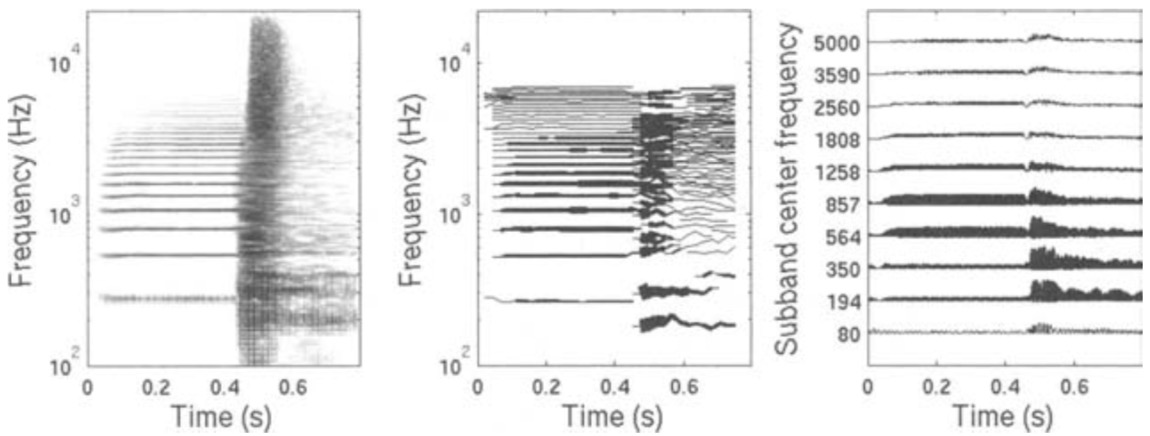 10^4
10^3
10^2
Frequency (Hz)
0 0.2 0.4 0.6
Time (s)
10^4
10^3
10^2
Frequency (Hz)
0 0.2 0.4 0.6
Time (s)
Subband center frequency
5000
3590
2560
1808
1258
857
564
350
194
80
0 0.2 0.4 0.6
Time (s)